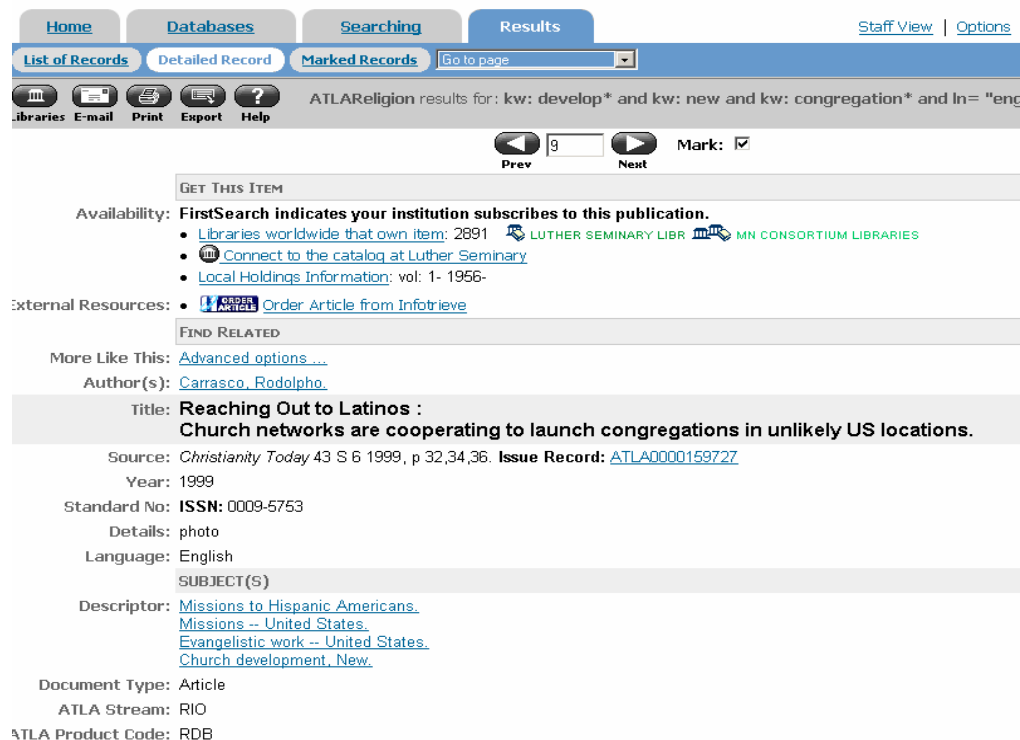 Home Databases Searching Results Staff View | Options
List of Records Detailed Record Marked Records Go to page
Libraries E-mail Print Export Help ATLAReligion results for: kw: develop* and kw: new and kw: congregation* and ln= "eng
Prev 9 Next Mark:
GET THIS ITEM
Availability: FirstSearch indicates your institution subscribes to this publication.
• Libraries worldwide that own item: 2891 LUTHER SEMINARY LIBR MN CONSORTIUM LIBRARIES
• Connect to the catalog at Luther Seminary
• Local Holdings Information: vol: 1- 1956-
External Resources: • ORDER ARTICLE Order Article from Infotrieve
FIND RELATED
More Like This: Advanced options ...
Author(s): Carrasco, Rodolpho.
Title: Reaching Out to Latinos :
Church networks are cooperating to launch congregations in unlikely US locations.
Source: Christianity Today 43 S 6 1999, p 32,34,36. Issue Record: ATLA0000159727
Year: 1999
Standard No: ISSN: 0009-5753
Details: photo
Language: English
SUBJECT(S)
Descriptor: Missions to Hispanic Americans.
Missions -- United States.
Evangelistic work -- United States.
Church development, New.
Document Type: Article
ATLA Stream: RIO
ATLA Product Code: RDB